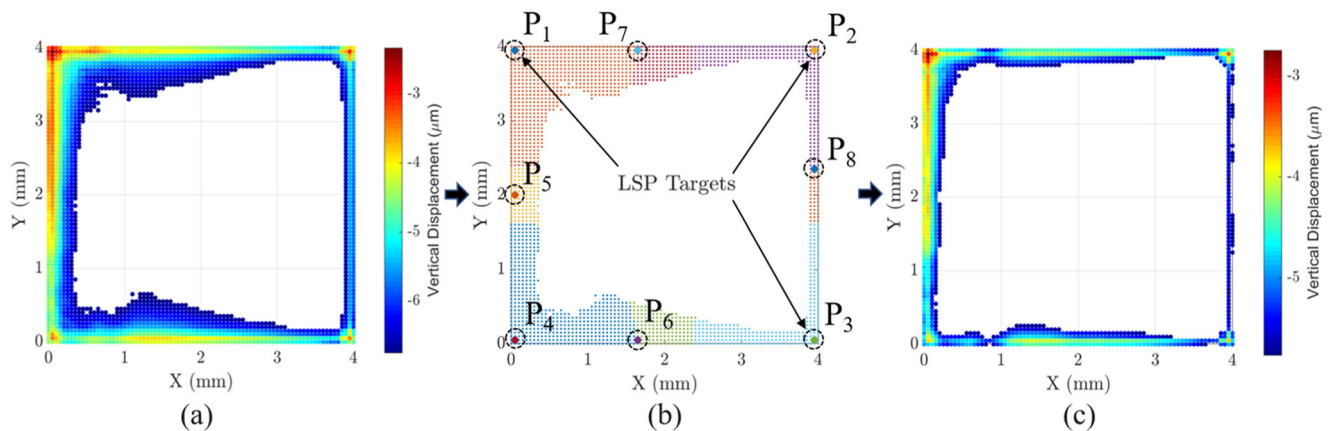 4
3
2
1
0
Y (mm)
0 1 2 3 4
X (mm)
-3
-4
-5
-6
Vertical Displacement (μm)
(a)
P1 P7 P2
4
3
2
1
0
Y (mm)
P5
P8
LSP Targets
P4 P6 P3
0 1 2 3 4
X (mm)
(b)
4
3
2
1
0
Y (mm)
0 1 2 3 4
X (mm)
-3
-4
-5
Vertical Displacement (μm)
(c)